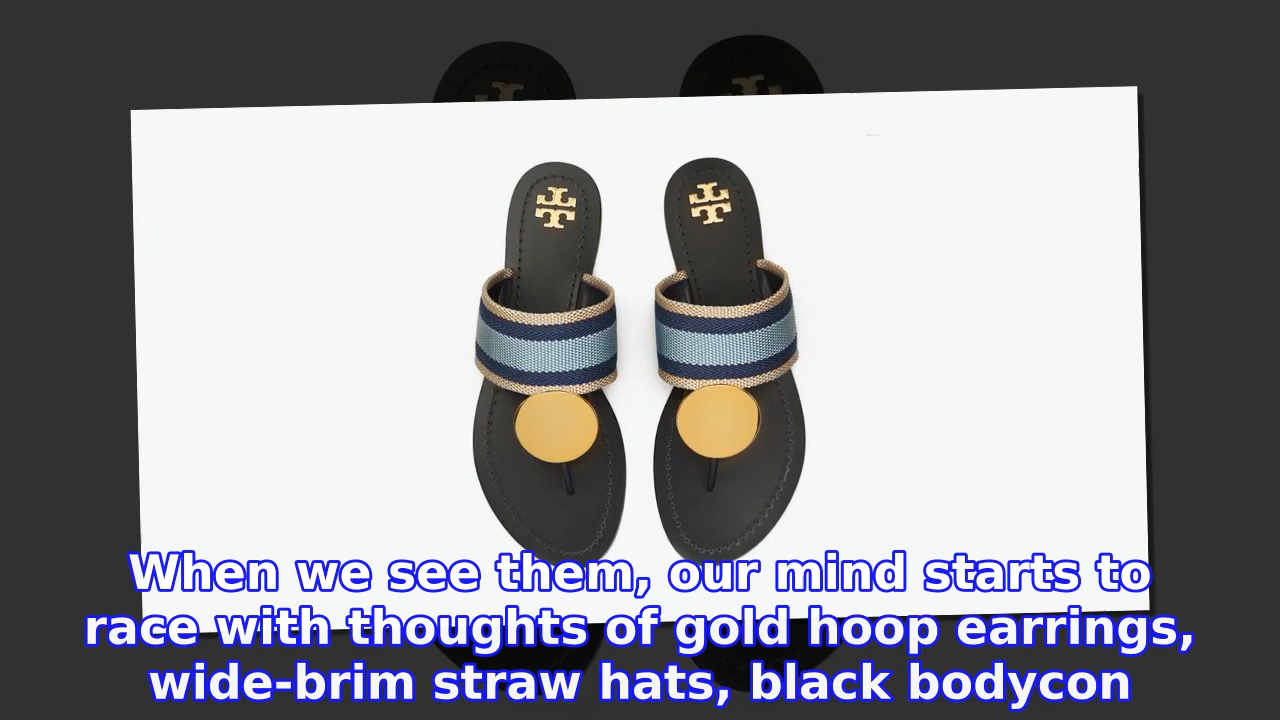 When we see them, our mind starts to
race with thoughts of gold hoop earrings,
wide-brim straw hats, black bodycon